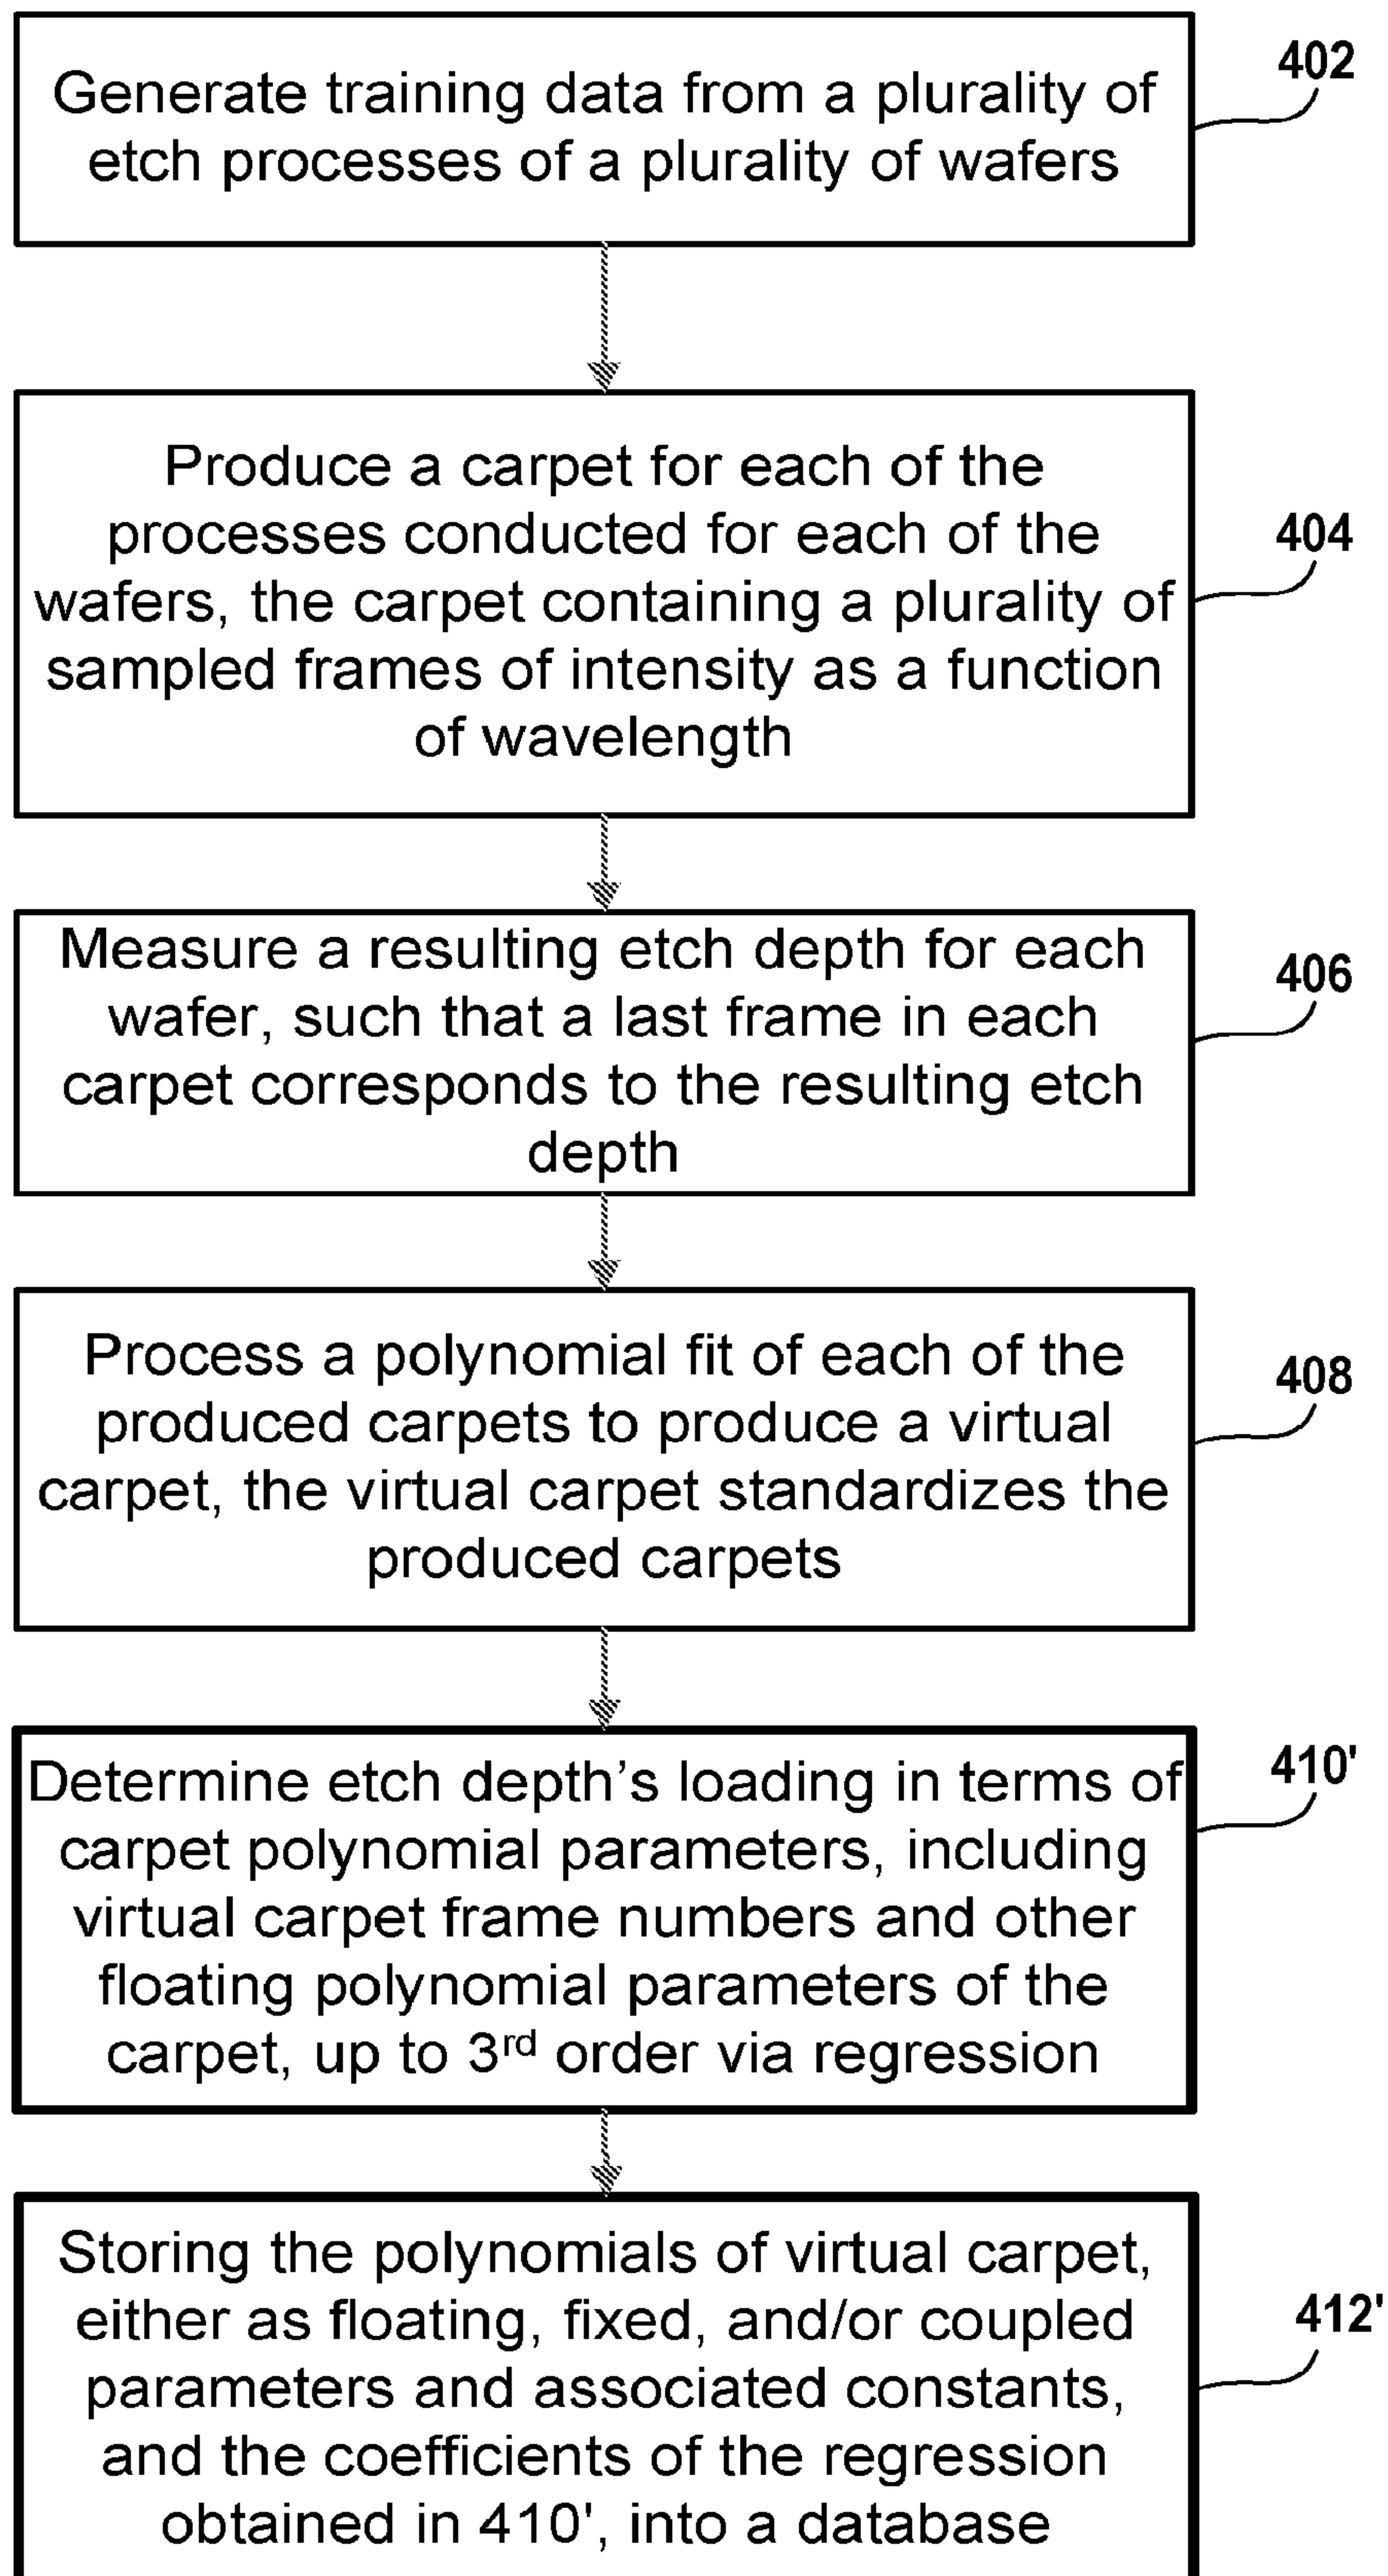 Generate training data from a plurality of
etch processes of a plurality of wafers
402
Produce a carpet for each of the
processes conducted for each of the
wafers, the carpet containing a plurality of
sampled frames of intensity as a function
of wavelength
404
Measure a resulting etch depth for each
wafer, such that a last frame in each
carpet corresponds to the resulting etch
depth
406
Process a polynomial fit of each of the
produced carpets to produce a virtual
carpet, the virtual carpet standardizes the
produced carpets
408
Determine etch depth’s loading in terms of
carpet polynomial parameters, including
virtual carpet frame numbers and other
floating polynomial parameters of the
carpet, up to 3rd order via regression
410'
Storing the polynomials of virtual carpet,
either as floating, fixed, and/or coupled
parameters and associated constants,
and the coefficients of the regression
obtained in 410', into a database
412'